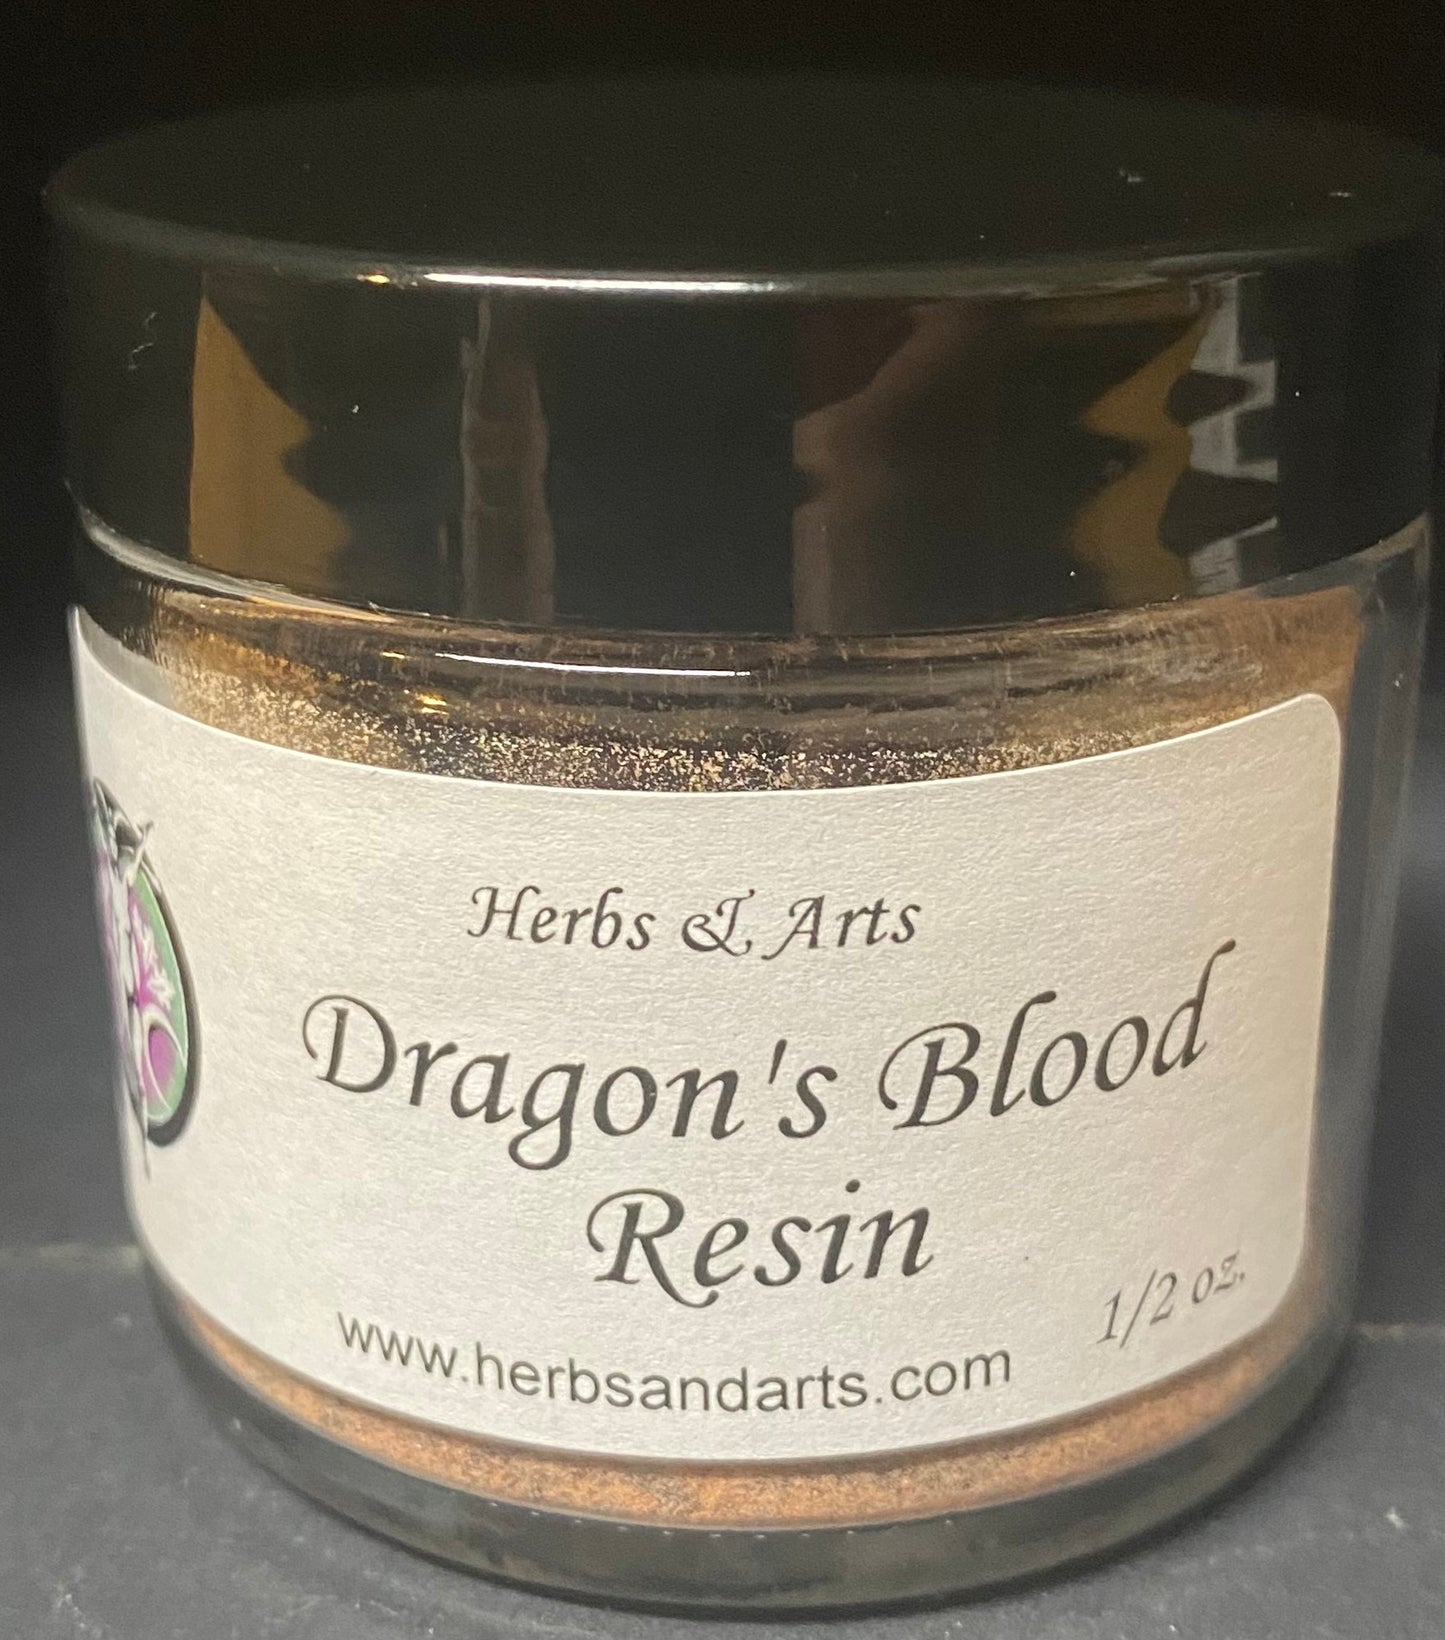 Herbs & Arts
Dragon's Blood
Resin
1/2 oz.
www.herbsandarts.com